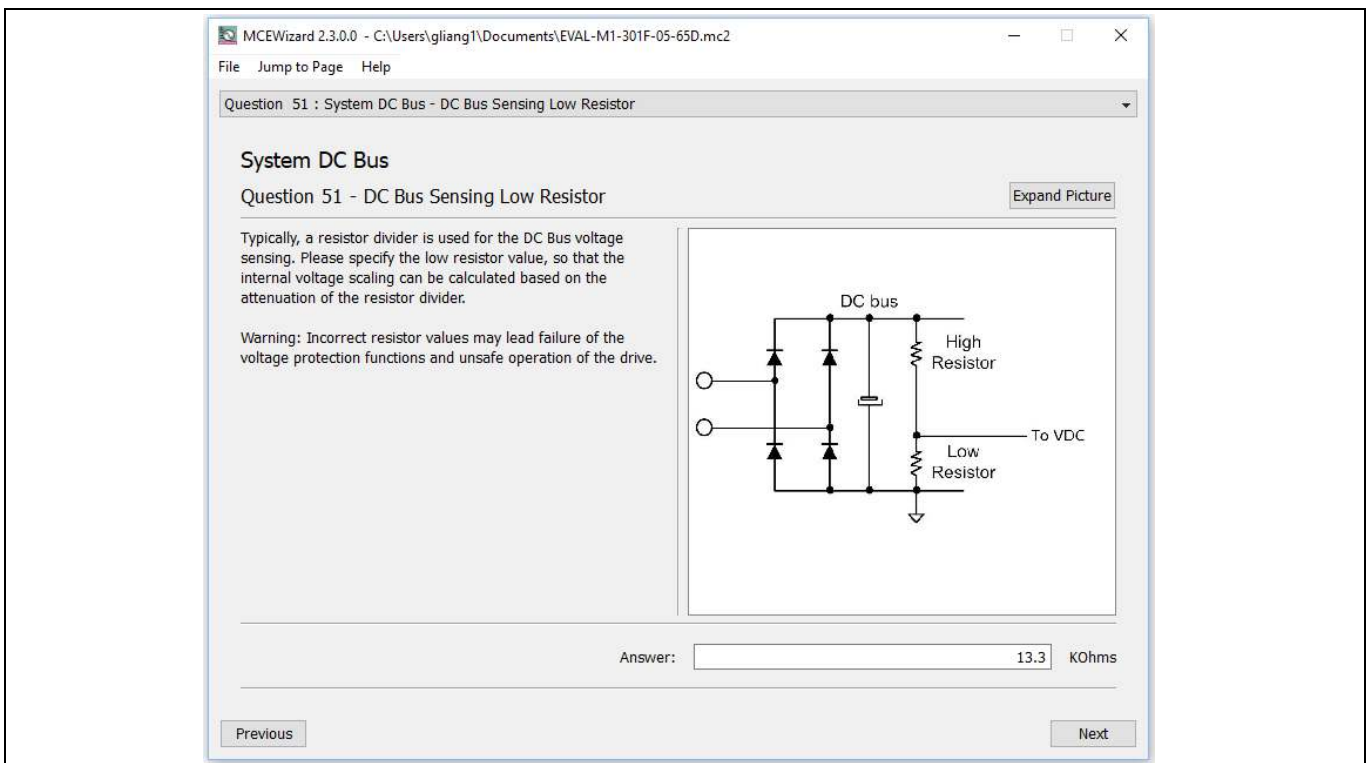 MCEWizard 2.3.0.0 - C:\Users\gliang1\Documents\EVAL-M1-301F-05-65D.mc2
File Jump to Page Help
Question 51 : System DC Bus - DC Bus Sensing Low Resistor
System DC Bus
Question 51 - DC Bus Sensing Low Resistor
Expand Picture
Typically, a resistor divider is used for the DC Bus voltage
sensing. Please specify the low resistor value, so that the
internal voltage scaling can be calculated based on the
attenuation of the resistor divider.
Warning: Incorrect resistor values may lead failure of the
voltage protection functions and unsafe operation of the drive.
DC bus
High
Resistor
To VDC
Low
Resistor
Answer: 13.3 KOhms
Previous
Next